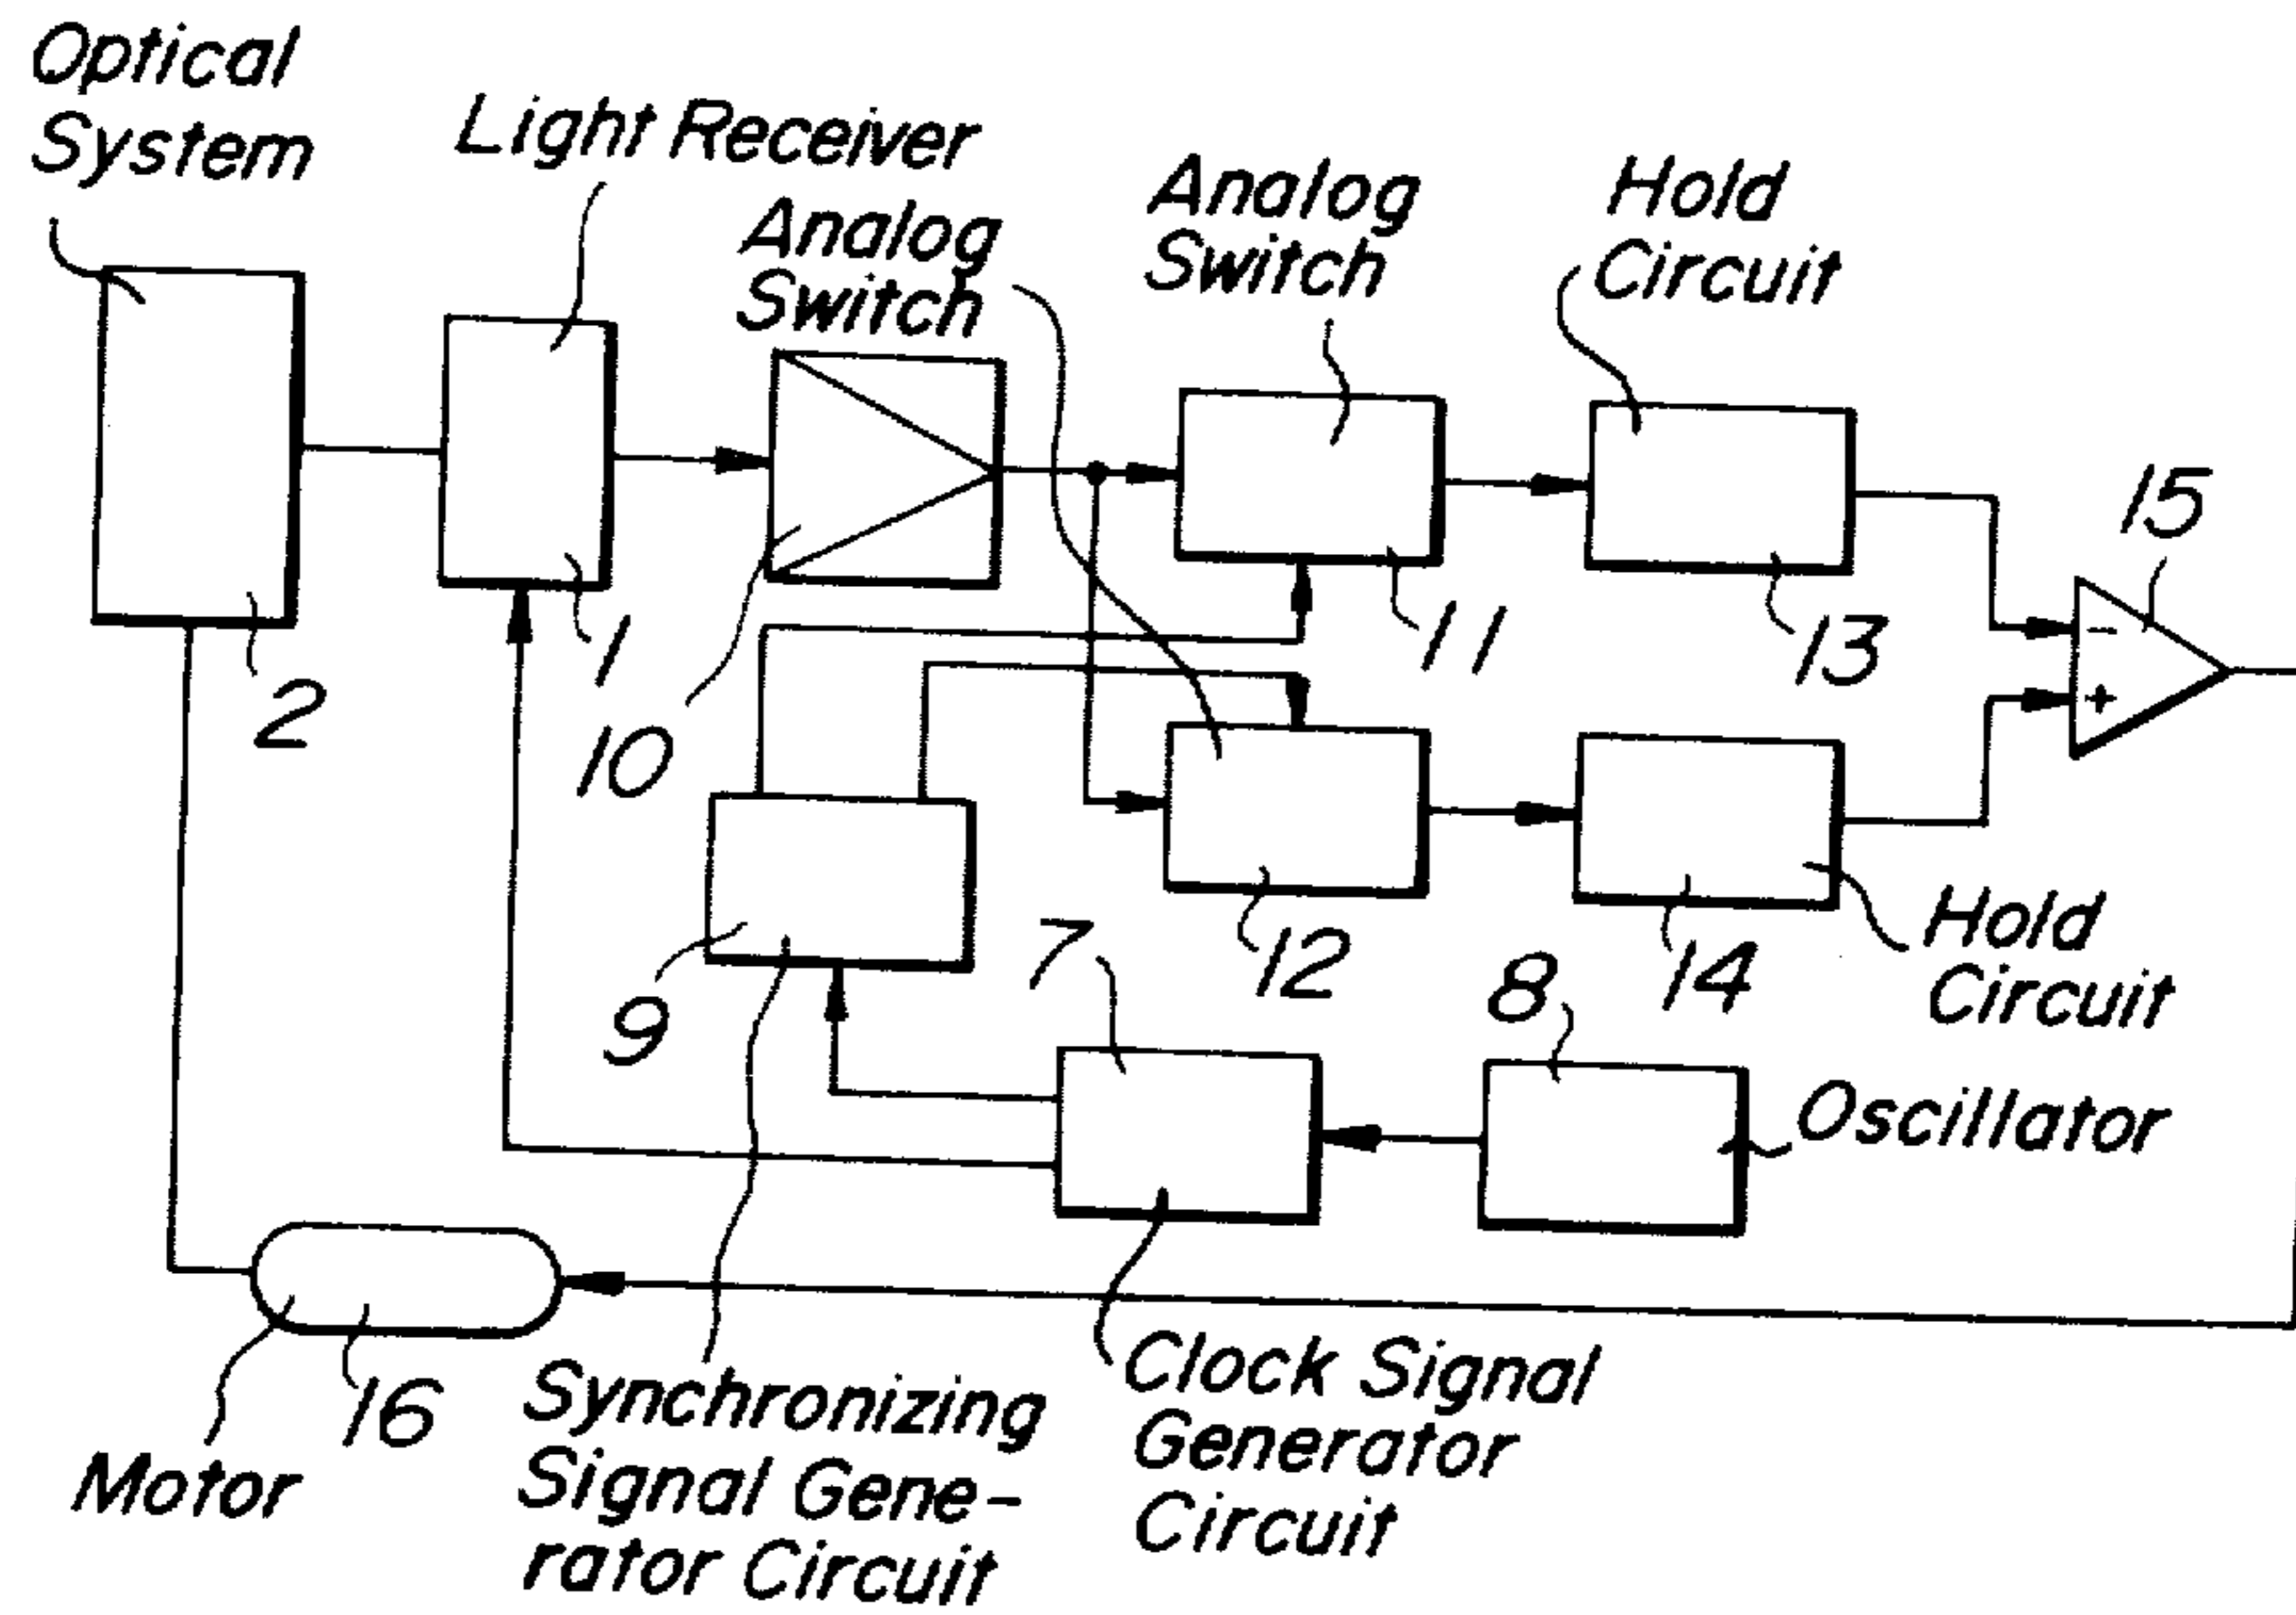 Optical
System
Light Receiver
Analog
Switch
Analog
Switch
Hold
Circuit
15
-
+
1
2
10
11
13
9
7
12
8
14
Hold
Circuit
Oscillator
16
Motor
Synchronizing
Signal Gene-
rator Circuit
Clock Signal
Generator
Circuit